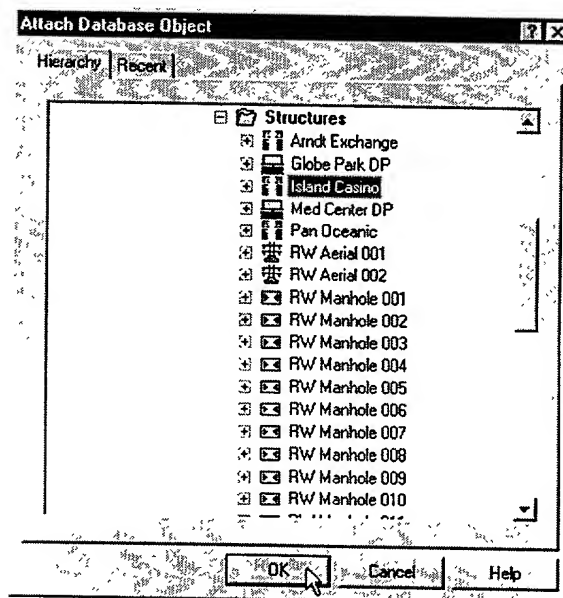 Attach Database Object
Hierarchy Recent
Structures
Arndt Exchange
Globe Park DP
Island Casino
Med Center DP
Pan Oceanic
RW Aerial 001
RW Aerial 002
RW Manhole 001
RW Manhole 002
RW Manhole 003
RW Manhole 004
RW Manhole 005
RW Manhole 006
RW Manhole 007
RW Manhole 008
RW Manhole 009
RW Manhole 010
OK Cancel Help